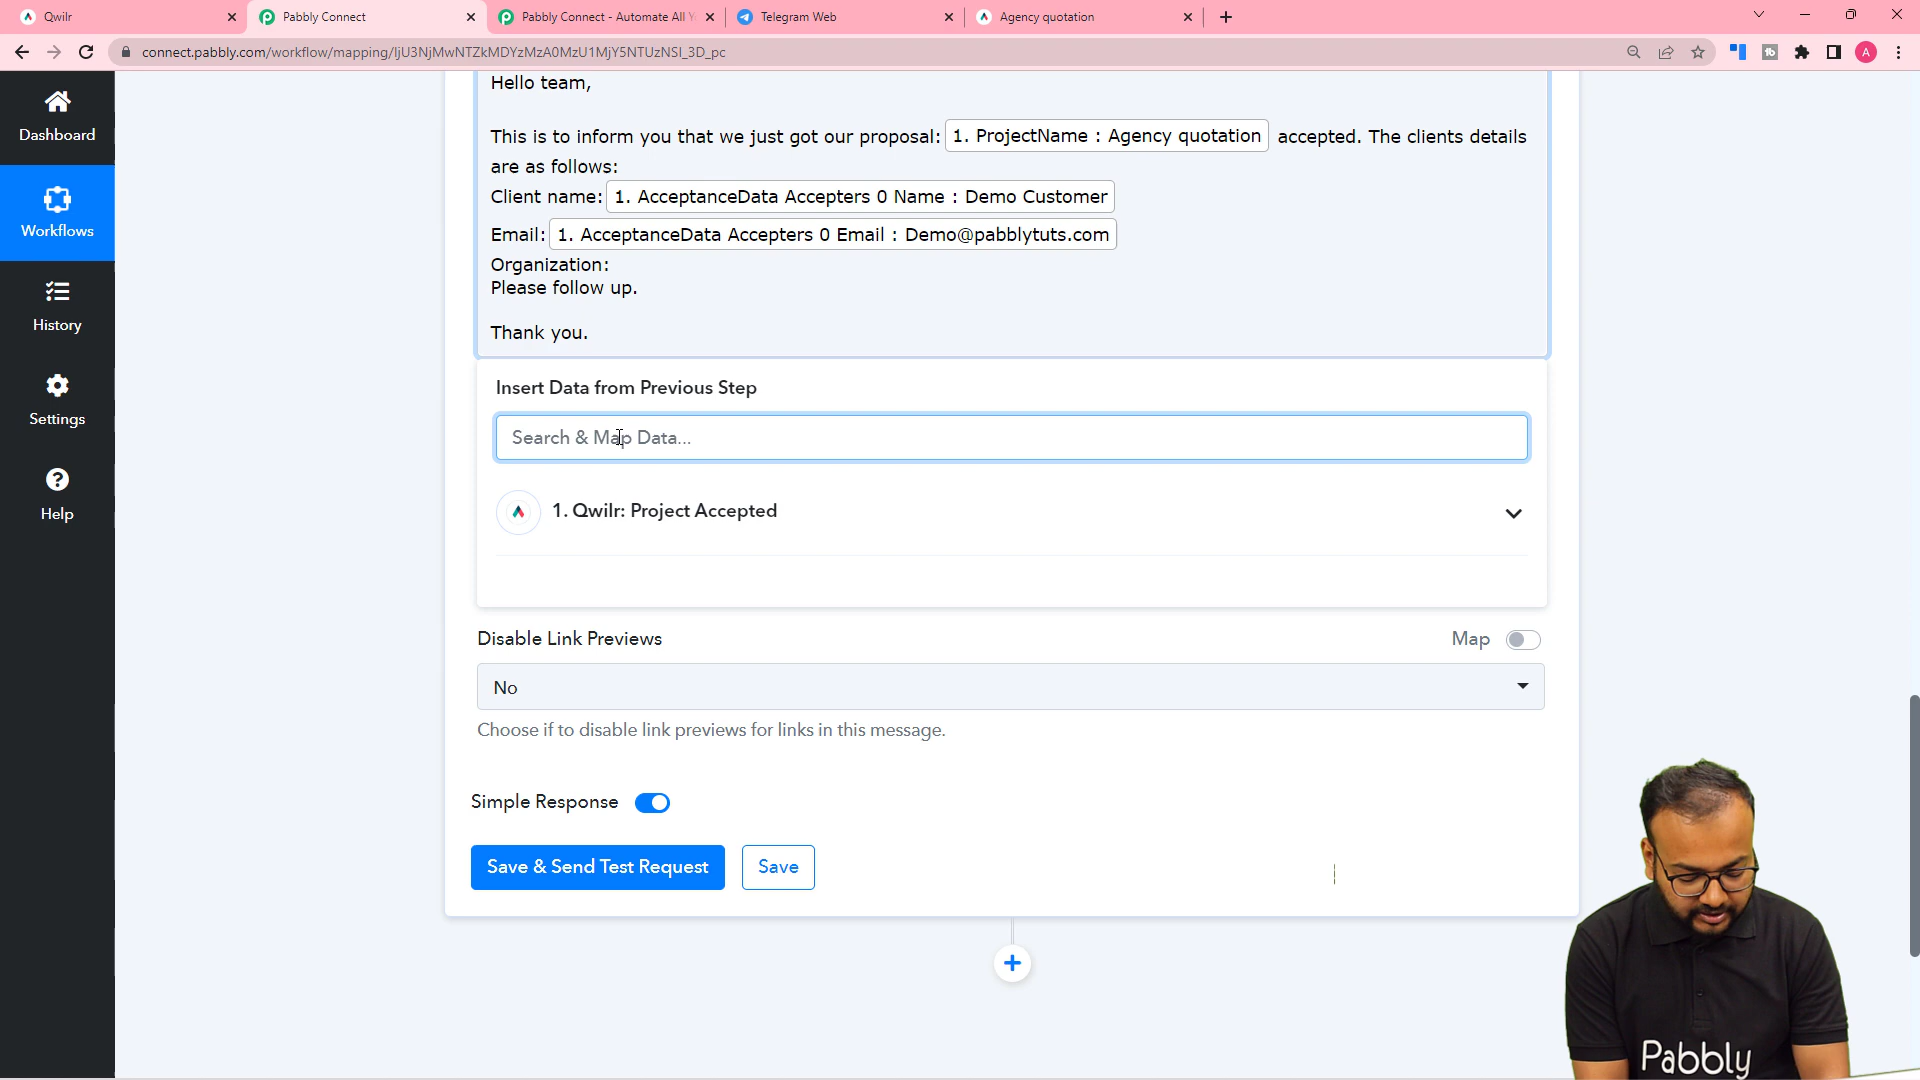 Qwilr
Pabbly Connect
Pabbly Connect - Automate All Y
Telegram Web
Agency quotation
connect.pabbly.com/workflow/mapping/IjU3NjMwNTZkMDYzMzA0MzU1MjY5NTUzNSI_3D_pc
A
Dashboard
Workflows
History
Settings
Help
Hello team,
This is to inform you that we just got our proposal: 1. ProjectName : Agency quotation accepted. The clients details
are as follows:
Client name: 1. AcceptanceData Accepters 0 Name : Demo Customer
Email: 1. AcceptanceData Accepters 0 Email : Demo@pabblytuts.com
Organization:
Please follow up.
Thank you.
Insert Data from Previous Step
Search & Map Data...
1. Qwilr: Project Accepted
Disable Link Previews
Map
No
Choose if to disable link previews for links in this message.
Simple Response
Save & Send Test Request
Save
Pabbly